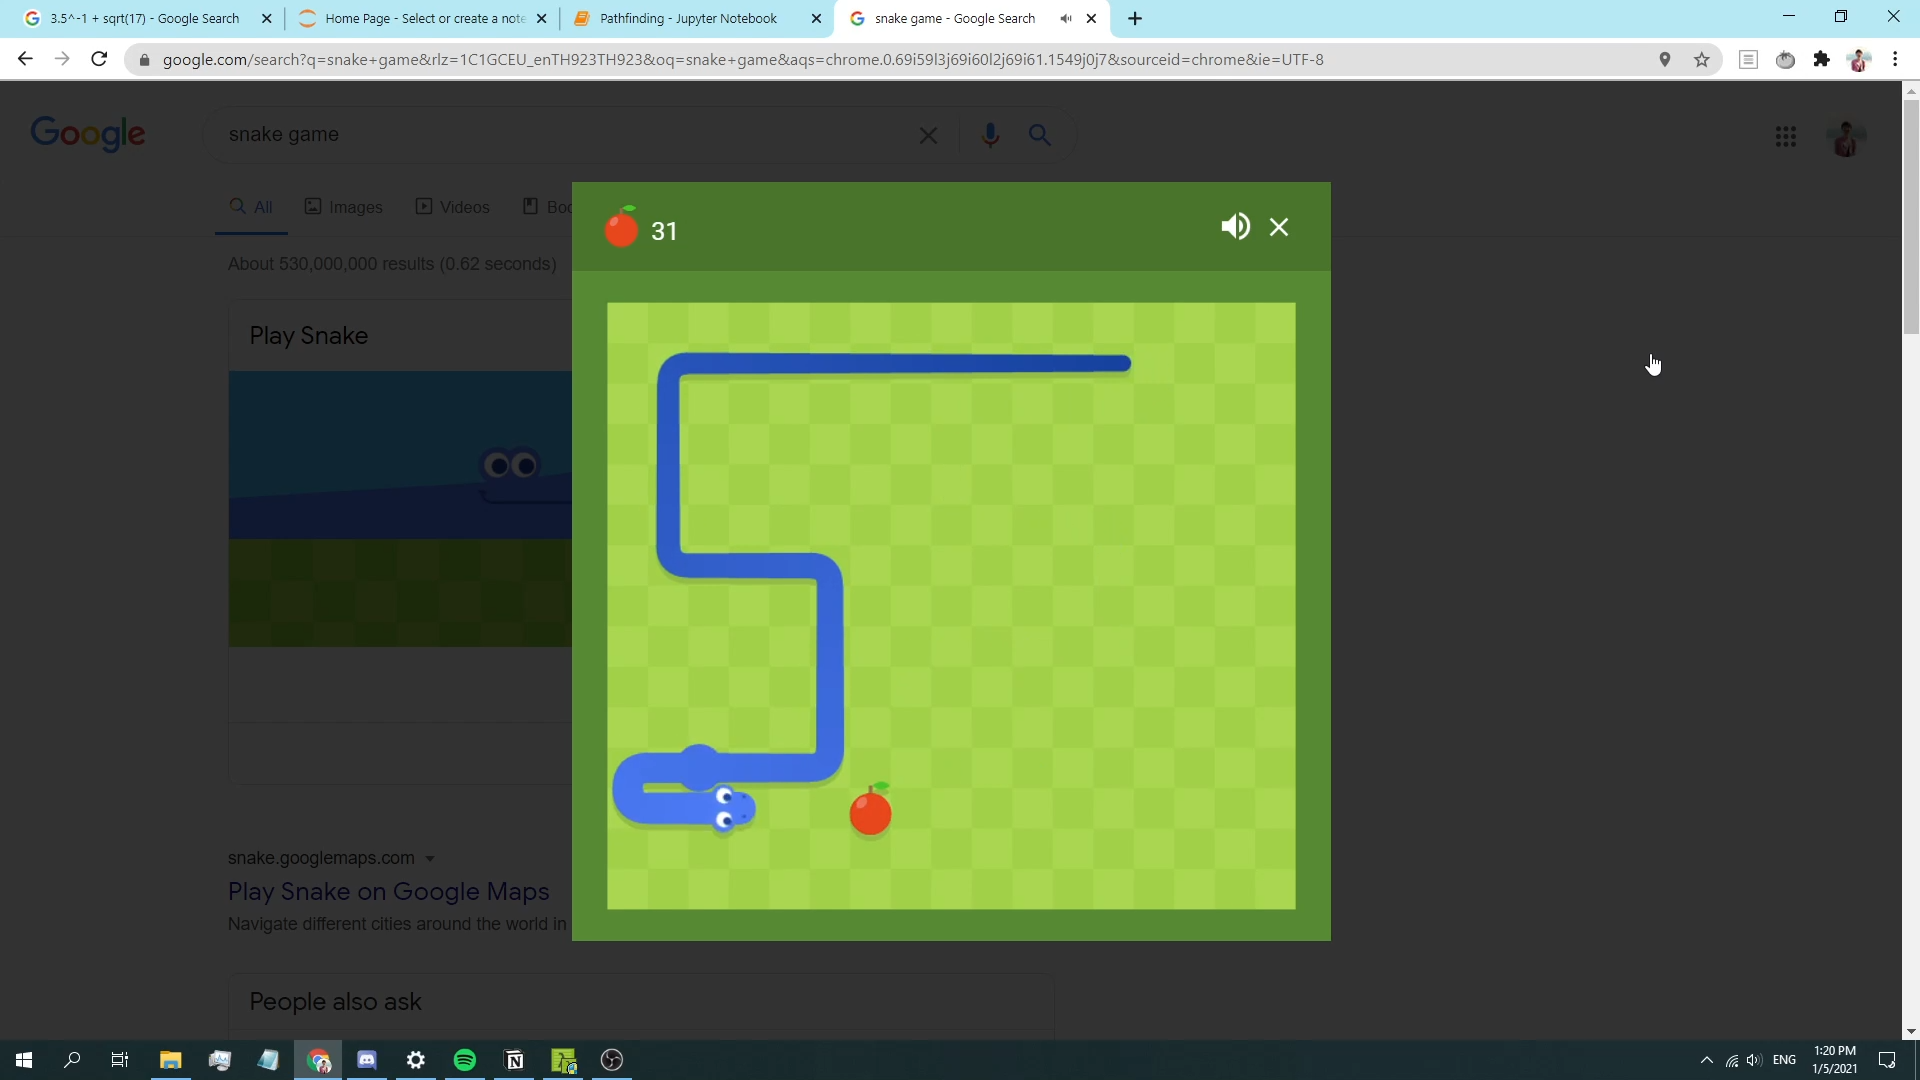 3.5^-1 + sqrt(17) - Google Search
Home Page - Select or create a note
Pathfinding - Jupyter Notebook
snake game - Google Search
google.com/search?q=snake+game&rlz=1C1GCEU_enTH923TH923&oq=snake+game&aqs=chrome.0.69i59l3j69i60l2j69i61.1549j0j7&sourceid=chrome&ie=UTF-8
Google
snake game
All
Images
Videos
Boo
31
About 530,000,000 results (0.62 seconds)
Play Snake
snake.googlemaps.com
Play Snake on Google Maps
Navigate different cities around the world in
People also ask
ENG
1:20 PM
1/5/2021